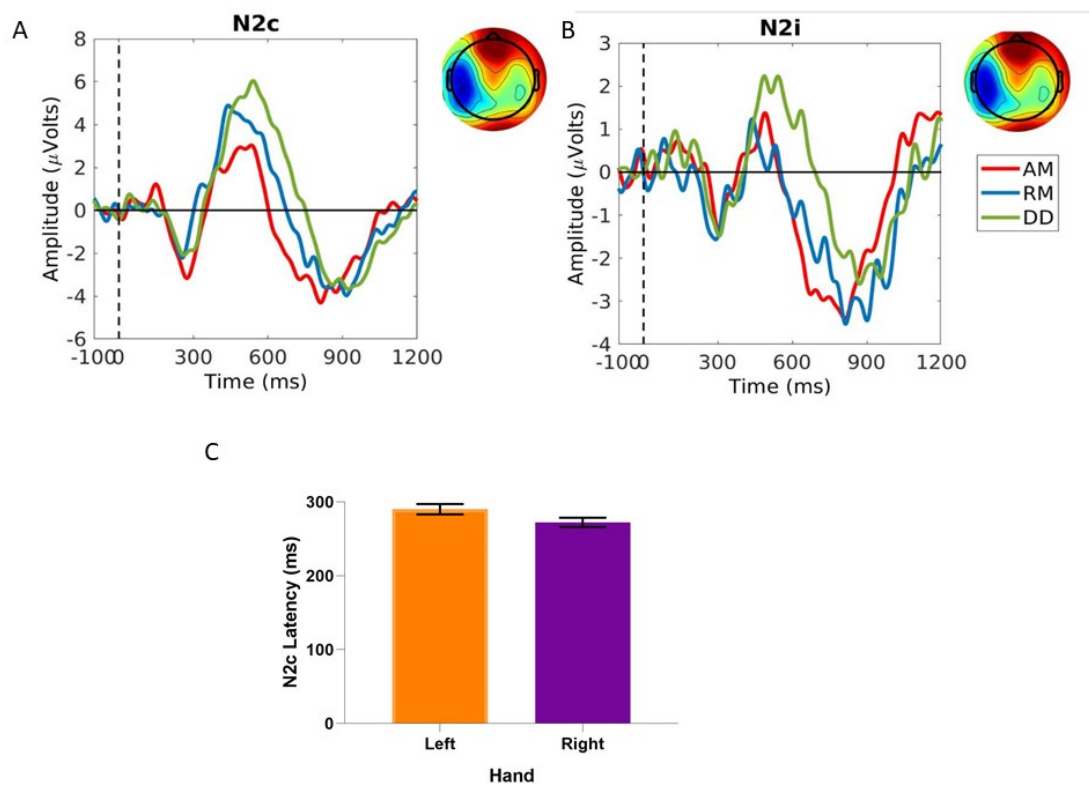 A
N2c
8
6
4
2
0
-2
-4
-6
Amplitude (μVolts)
-100 0 300 600 900 1200
Time (ms)
B
N2i
3
2
1
0
-1
-2
-3
-4
Amplitude (μVolts)
-100 0 300 600 900 1200
Time (ms)
AM
RM
DD
C
300
200
100
0
N2c Latency (ms)
Left Right
Hand